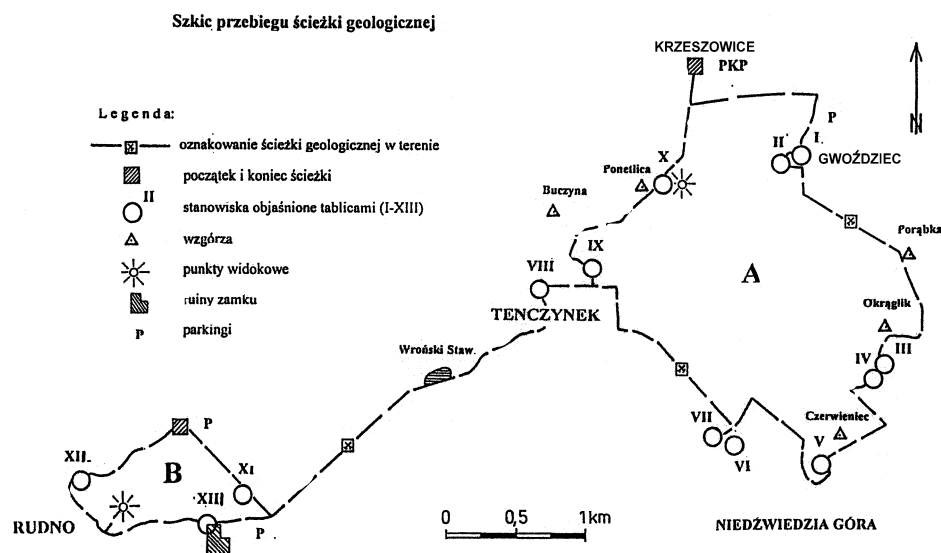 Szkic przebiegu ścieżki geologicznej
KRZESZOWICE
PKP
Legenda:
oznakowanie ścieżki geologicznej w terenie
początek i koniec ścieżki
II
stanowiska objaśnione tablicami (I-XIII)
wzgórza
punkty widokowe
ruiny zamku
P
parkingi
N
P
II
I
GWOŹDZIEC
X
Ponetlica
Buczyna
Porąbka
IX
VIII
A
TENCZYNEK
Okrąglik
III
IV
Wroński Staw.
Czerwieniec
VII
VI
V
P
XII
B
XI
XIII
RUDNO
P
0 0,5 1km
NIEDŹWIEDZIA GÓRA